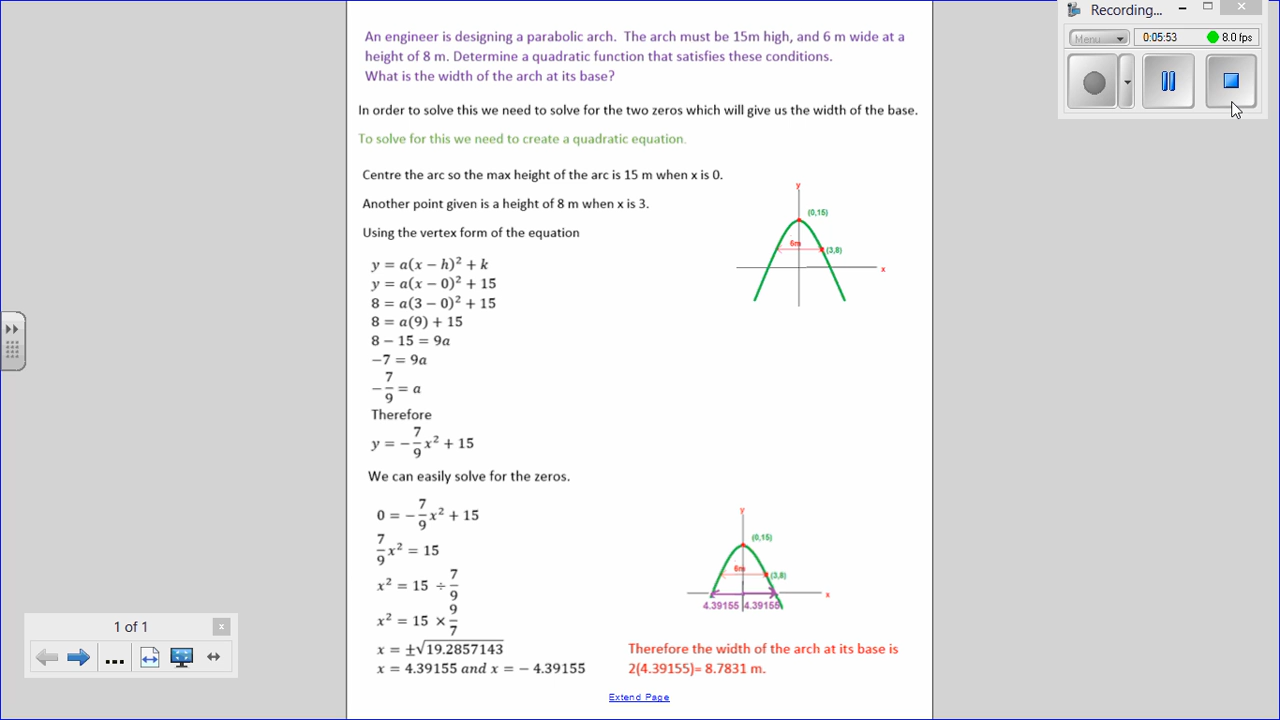 An engineer is designing a parabolic arch.  The arch must be 15m high, and 6 m wide at a
height of 8 m. Determine a quadratic function that satisfies these conditions.
What is the width of the arch at its base?
In order to solve this we need to solve for the two zeros which will give us the width of the base.
To solve for this we need to create a quadratic equation.
Centre the arc so the max height of the arc is 15 m when x is 0.
Another point given is a height of 8 m when x is 3.
Using the vertex form of the equation
y = a(x − h)² + k
y = a(x − 0)² + 15
8 = a(3 − 0)² + 15
8 = a(9) + 15
8 − 15 = 9a
−7 = 9a
−7/9 = a
Therefore
y = −7/9x² + 15
y
(0,15)
6m
(3,8)
x
We can easily solve for the zeros.
0 = −7/9x² + 15
7/9x² = 15
x² = 15 ÷ 7/9
x² = 15 × 9/7
x = ±√19.2857143
x = 4.39155 and x = − 4.39155
y
(0,15)
6m
(3,8)
x
4.39155 4.39155
Therefore the width of the arch at its base is
2(4.39155)= 8.7831 m.
Extend Page
Recording...
Menu
0:05:53
8.0 fps
1 of 1